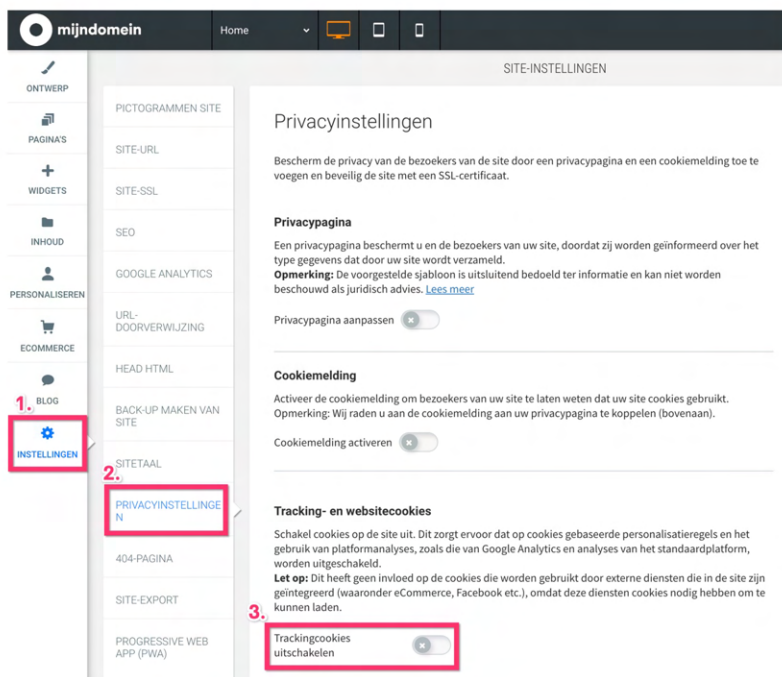 mijndomein
Home
SITE-INSTELLINGEN
ONTWERP
PAGINA'S
WIDGETS
INHOUD
PERSONALISEREN
ECOMMERCE
BLOG
1.
INSTELLINGEN
PICTOGRAMMEN SITE
SITE-URL
SITE-SSL
SEO
GOOGLE ANALYTICS
URL-
DOORVERWIJZING
HEAD HTML
BACK-UP MAKEN VAN
SITE
SITETAAL
2.
PRIVACYINSTELLINGE
N
404-PAGINA
SITE-EXPORT
PROGRESSIVE WEB
APP (PWA)
Privacyinstellingen
Bescherm de privacy van de bezoekers van de site door een privacypagina en een cookiemelding toe te
voegen en beveilig de site met een SSL-certificaat.
Privacypagina
Een privacypagina beschermt u en de bezoekers van uw site, doordat zij worden geïnformeerd over het
type gegevens dat door uw site wordt verzameld.
Opmerking: De voorgestelde sjabloon is uitsluitend bedoeld ter informatie en kan niet worden
beschouwd als juridisch advies. Lees meer
Privacypagina aanpassen
Cookiemelding
Activeer de cookiemelding om bezoekers van uw site te laten weten dat uw site cookies gebruikt.
Opmerking: Wij raden u aan de cookiemelding aan uw privacypagina te koppelen (bovenaan).
Cookiemelding activeren
Tracking- en websitecookies
Schakel cookies op de site uit. Dit zorgt ervoor dat op cookies gebaseerde personalisatieregels en het
gebruik van platformanalyses, zoals die van Google Analytics en analyses van het standaardplatform,
worden uitgeschakeld.
Let op: Dit heeft geen invloed op de cookies die worden gebruikt door externe diensten die in de site zijn
geïntegreerd (waaronder eCommerce, Facebook etc.), omdat deze diensten cookies nodig hebben om te
kunnen laden.
3.
Trackingcookies
uitschakelen